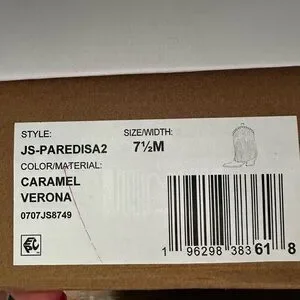 STYLE: SIZE/WIDTH:
JS-PAREDISA2 7½M
COLOR/MATERIAL:
CARAMEL
VERONA
0707JS8749
1 96298 38361 8